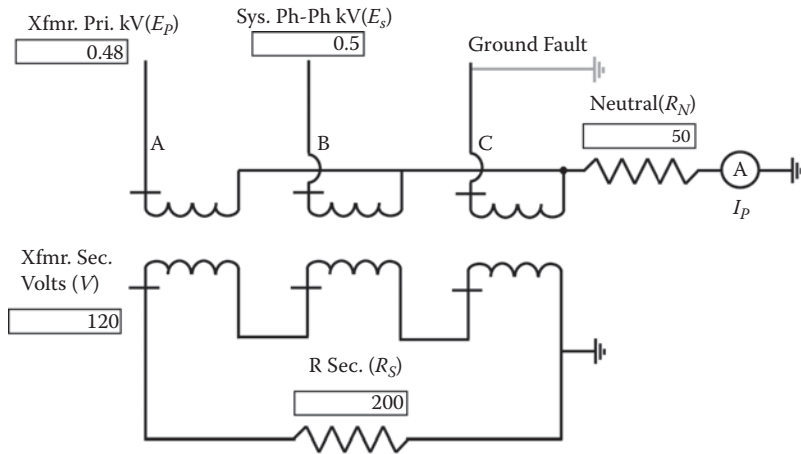 Xfmr. Pri. kV(E_P)
0.48
Sys. Ph-Ph kV(E_s)
0.5
Ground Fault
Neutral(R_N)
50
A
B
C
A
I_P
Xfmr. Sec.
Volts (V)
120
R Sec. (R_S)
200